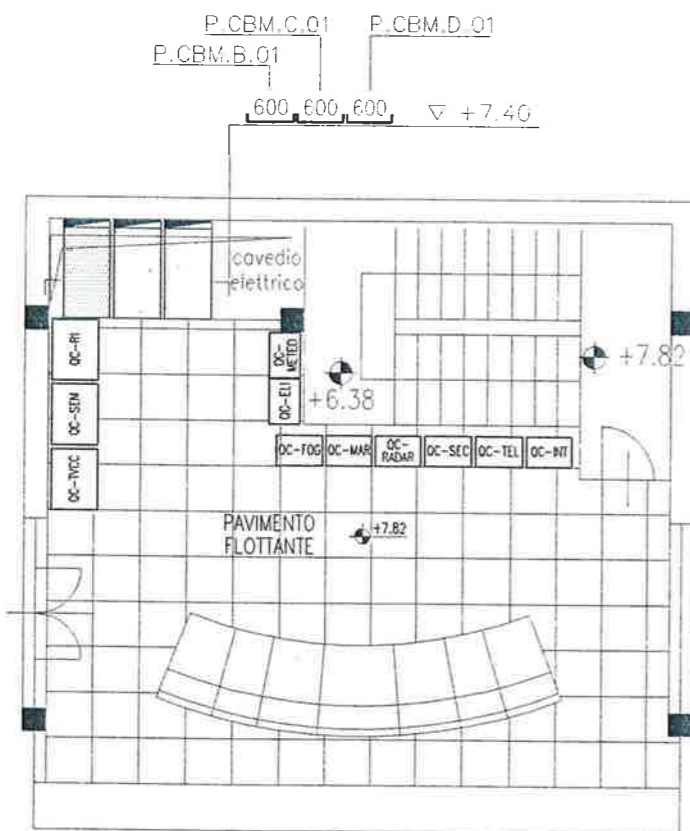 P.CBM.C.01 P.CBM.D.01
P.CBM.B.01
600 600 600 +7.40
cavedio
elettrico
QC-RI
QC-METEO
+7.82
QC-SEN
QC-ELI
+6.38
QC-TVCC
QC-FOG QC-MAR QC-RADAR QC-SEC QC-TEL QC-INT
PAVIMENTO
FLOTTANTE
+7.82